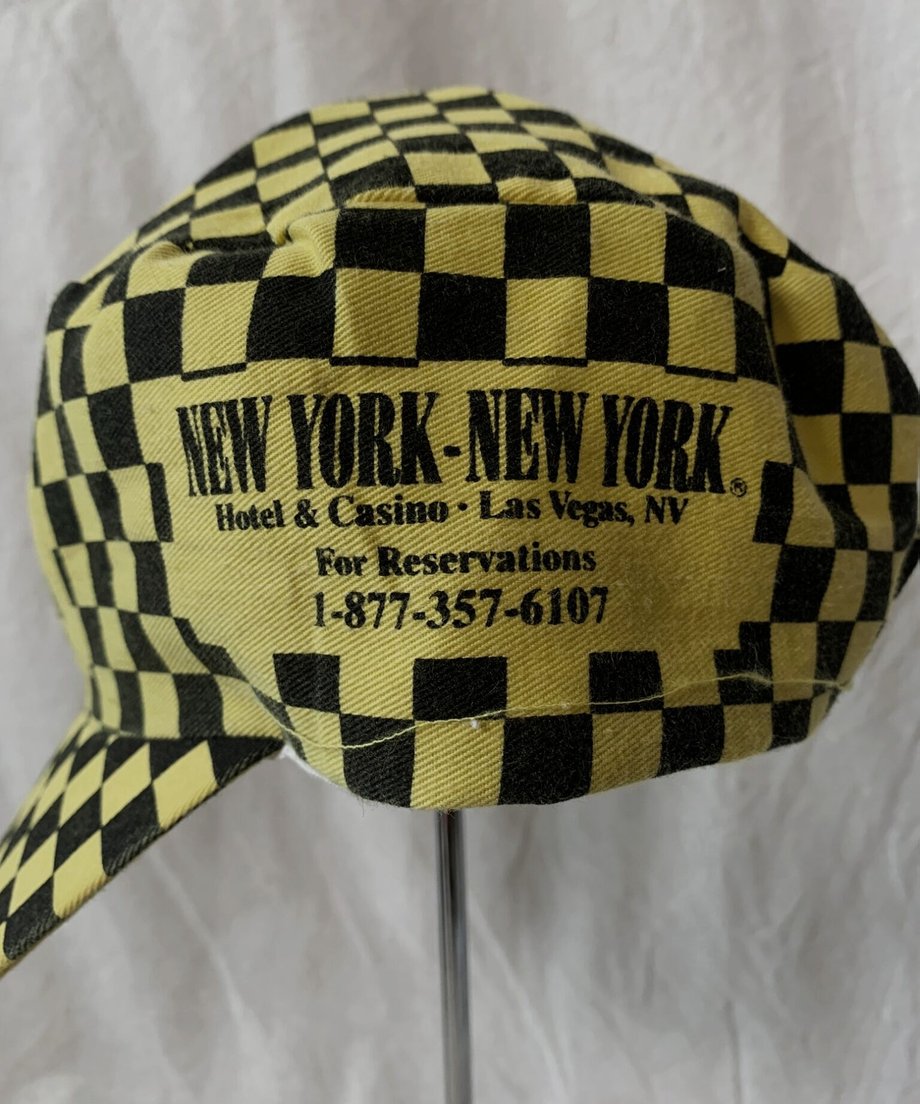 NEW YORK-NEW YORK®
Hotel & Casino · Las Vegas, NV
For Reservations
1-877-357-6107